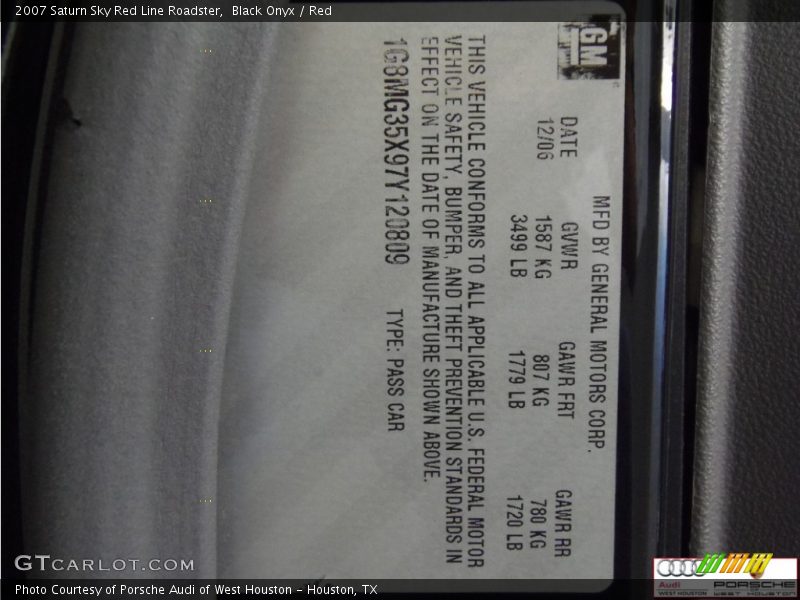 2007 Saturn Sky Red Line Roadster,  Black Onyx / Red
GM
MFD BY GENERAL MOTORS CORP.
DATE GVWR GAWR FRT GAWR RR
12/06 1587 KG 807 KG 780 KG
3499 LB 1779 LB 1720 LB
THIS VEHICLE CONFORMS TO ALL APPLICABLE U.S. FEDERAL MOTOR
VEHICLE SAFETY, BUMPER, AND THEFT PREVENTION STANDARDS IN
EFFECT ON THE DATE OF MANUFACTURE SHOWN ABOVE.
1G8MG35X97Y120809 TYPE: PASS CAR
GTCARLOT.COM
Audi PORSCHE
WEST HOUSTON WEST HOUSTON
Photo Courtesy of Porsche Audi of West Houston – Houston, TX